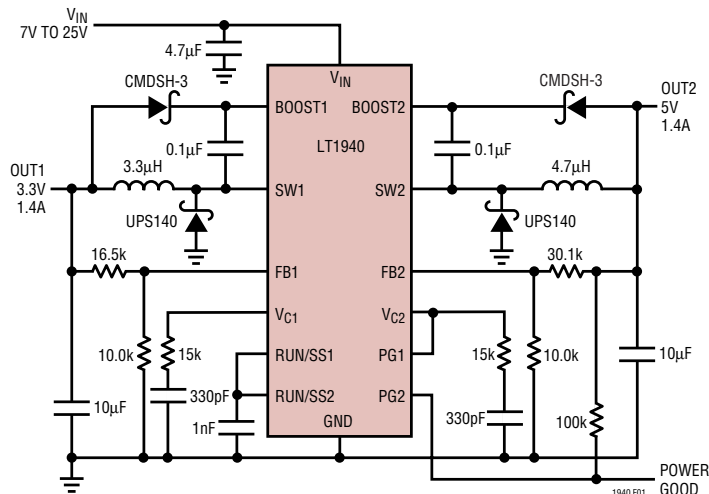 VIN
7V TO 25V
4.7µF
CMDSH-3
CMDSH-3
VIN
BOOST1
BOOST2
OUT2
5V
1.4A
LT1940
0.1µF
0.1µF
OUT1
3.3V
1.4A
3.3µH
4.7µH
SW1
SW2
UPS140
UPS140
16.5k
30.1k
FB1
FB2
VC1
VC2
10.0k
15k
RUN/SS1
PG1
15k
10.0k
10µF
10µF
330pF
RUN/SS2
PG2
330pF
100k
1nF
GND
POWER
GOOD
1940 F01